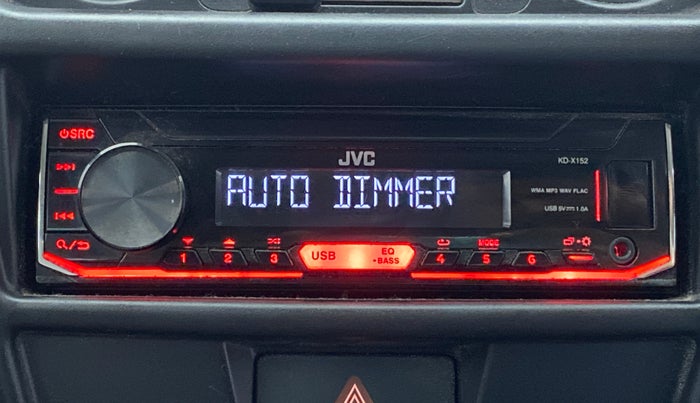 SRC
JVC
KD-X152
AUTO DIMMER
WMA MP3 WAV FLAC
USB 5V 1.0A
1 2 3 USB EQ •BASS 4 MODE 5 6